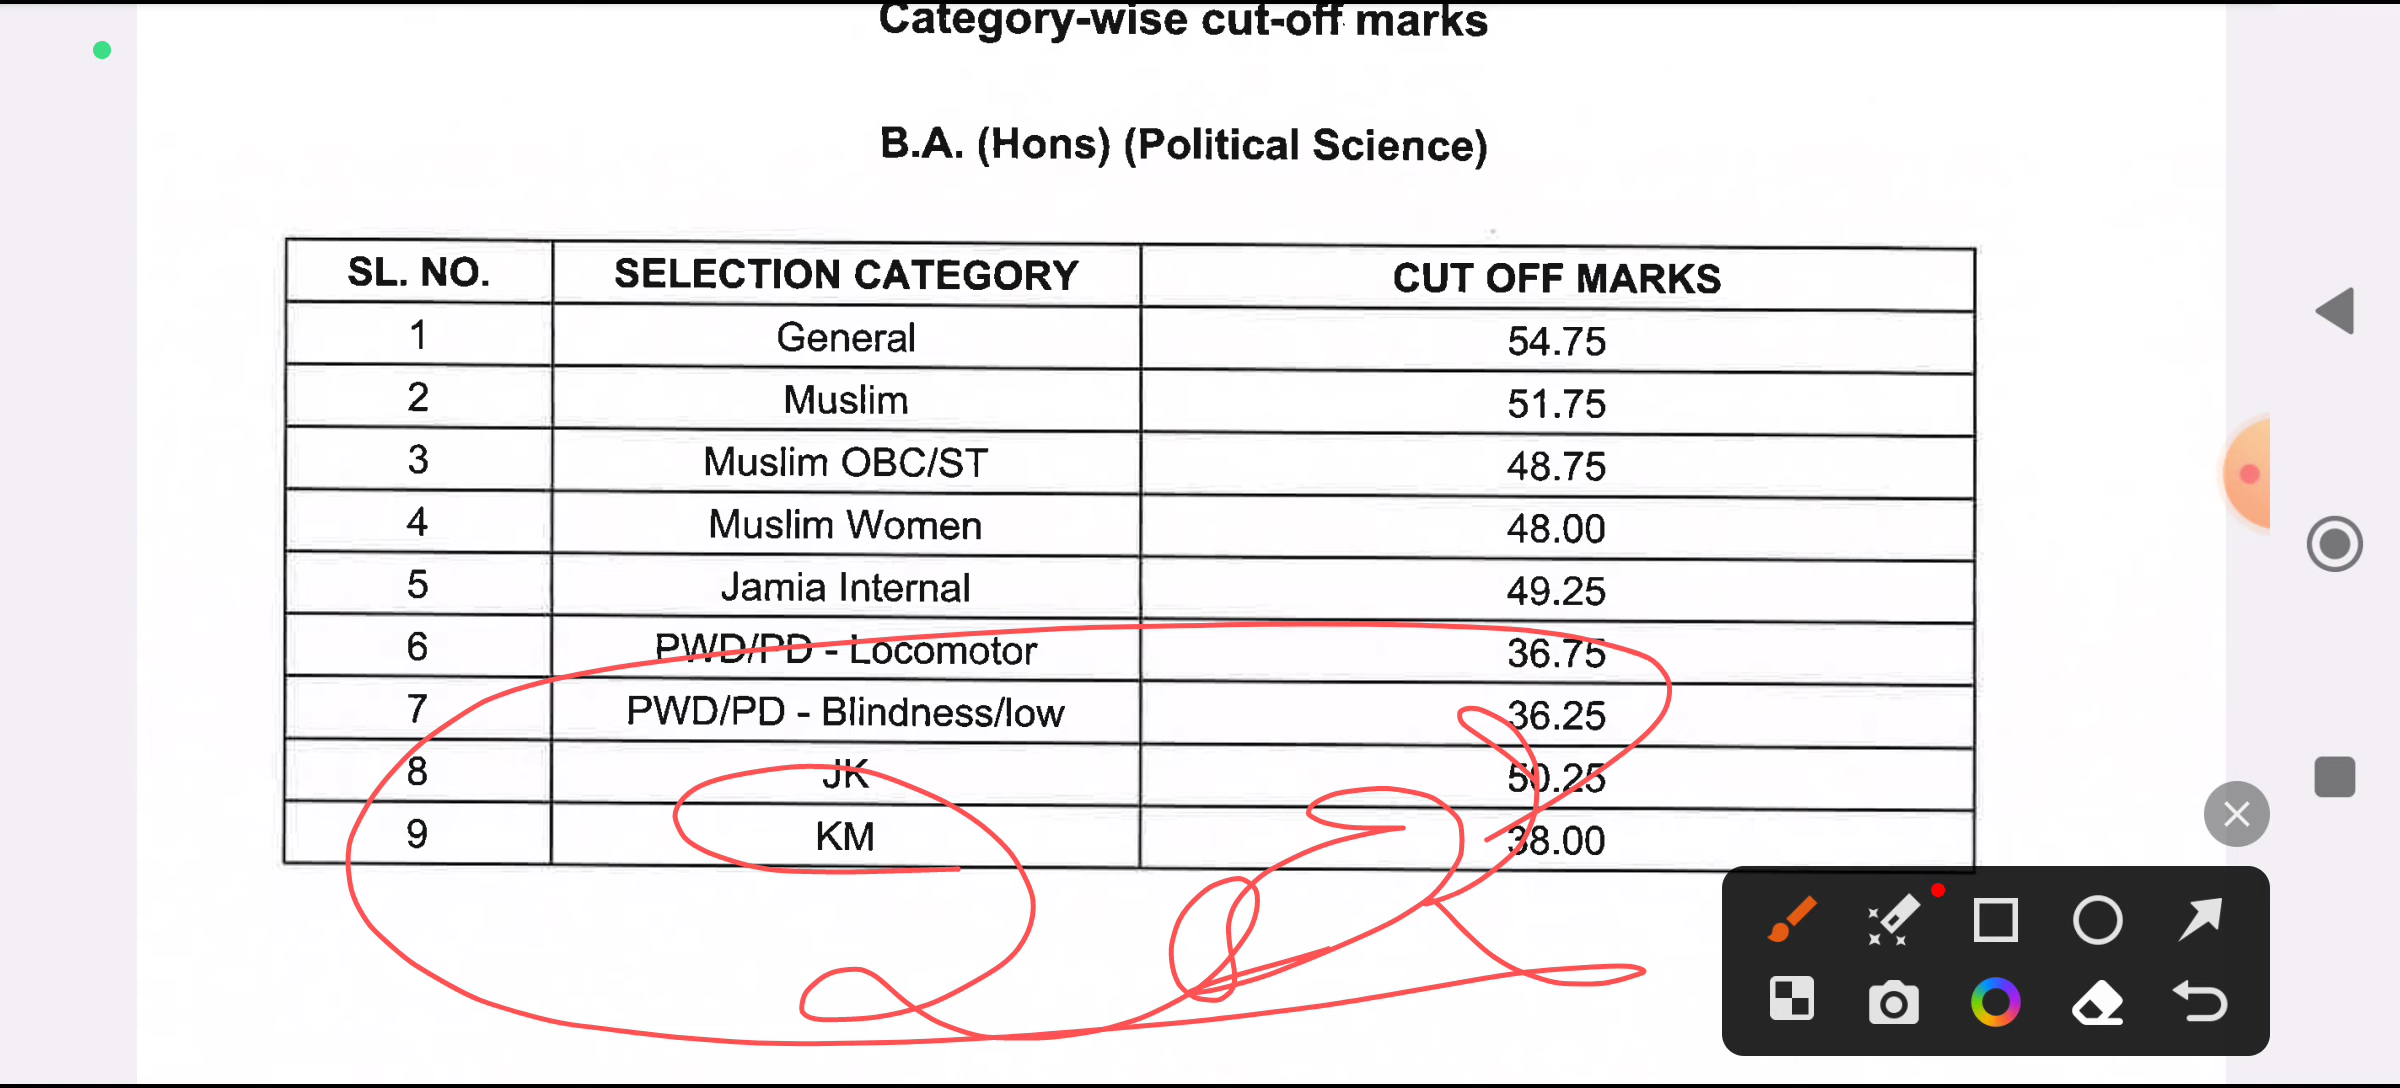 Category-wise cut-off marks
B.A. (Hons) (Political Science)
SL. NO. SELECTION CATEGORY CUT OFF MARKS
1 General 54.75
2 Muslim 51.75
3 Muslim OBC/ST 48.75
4 Muslim Women 48.00
5 Jamia Internal 49.25
6 PWD/PD - Locomotor 36.75
7 PWD/PD - Blindness/low 36.25
8 JK 50.25
9 KM 38.00